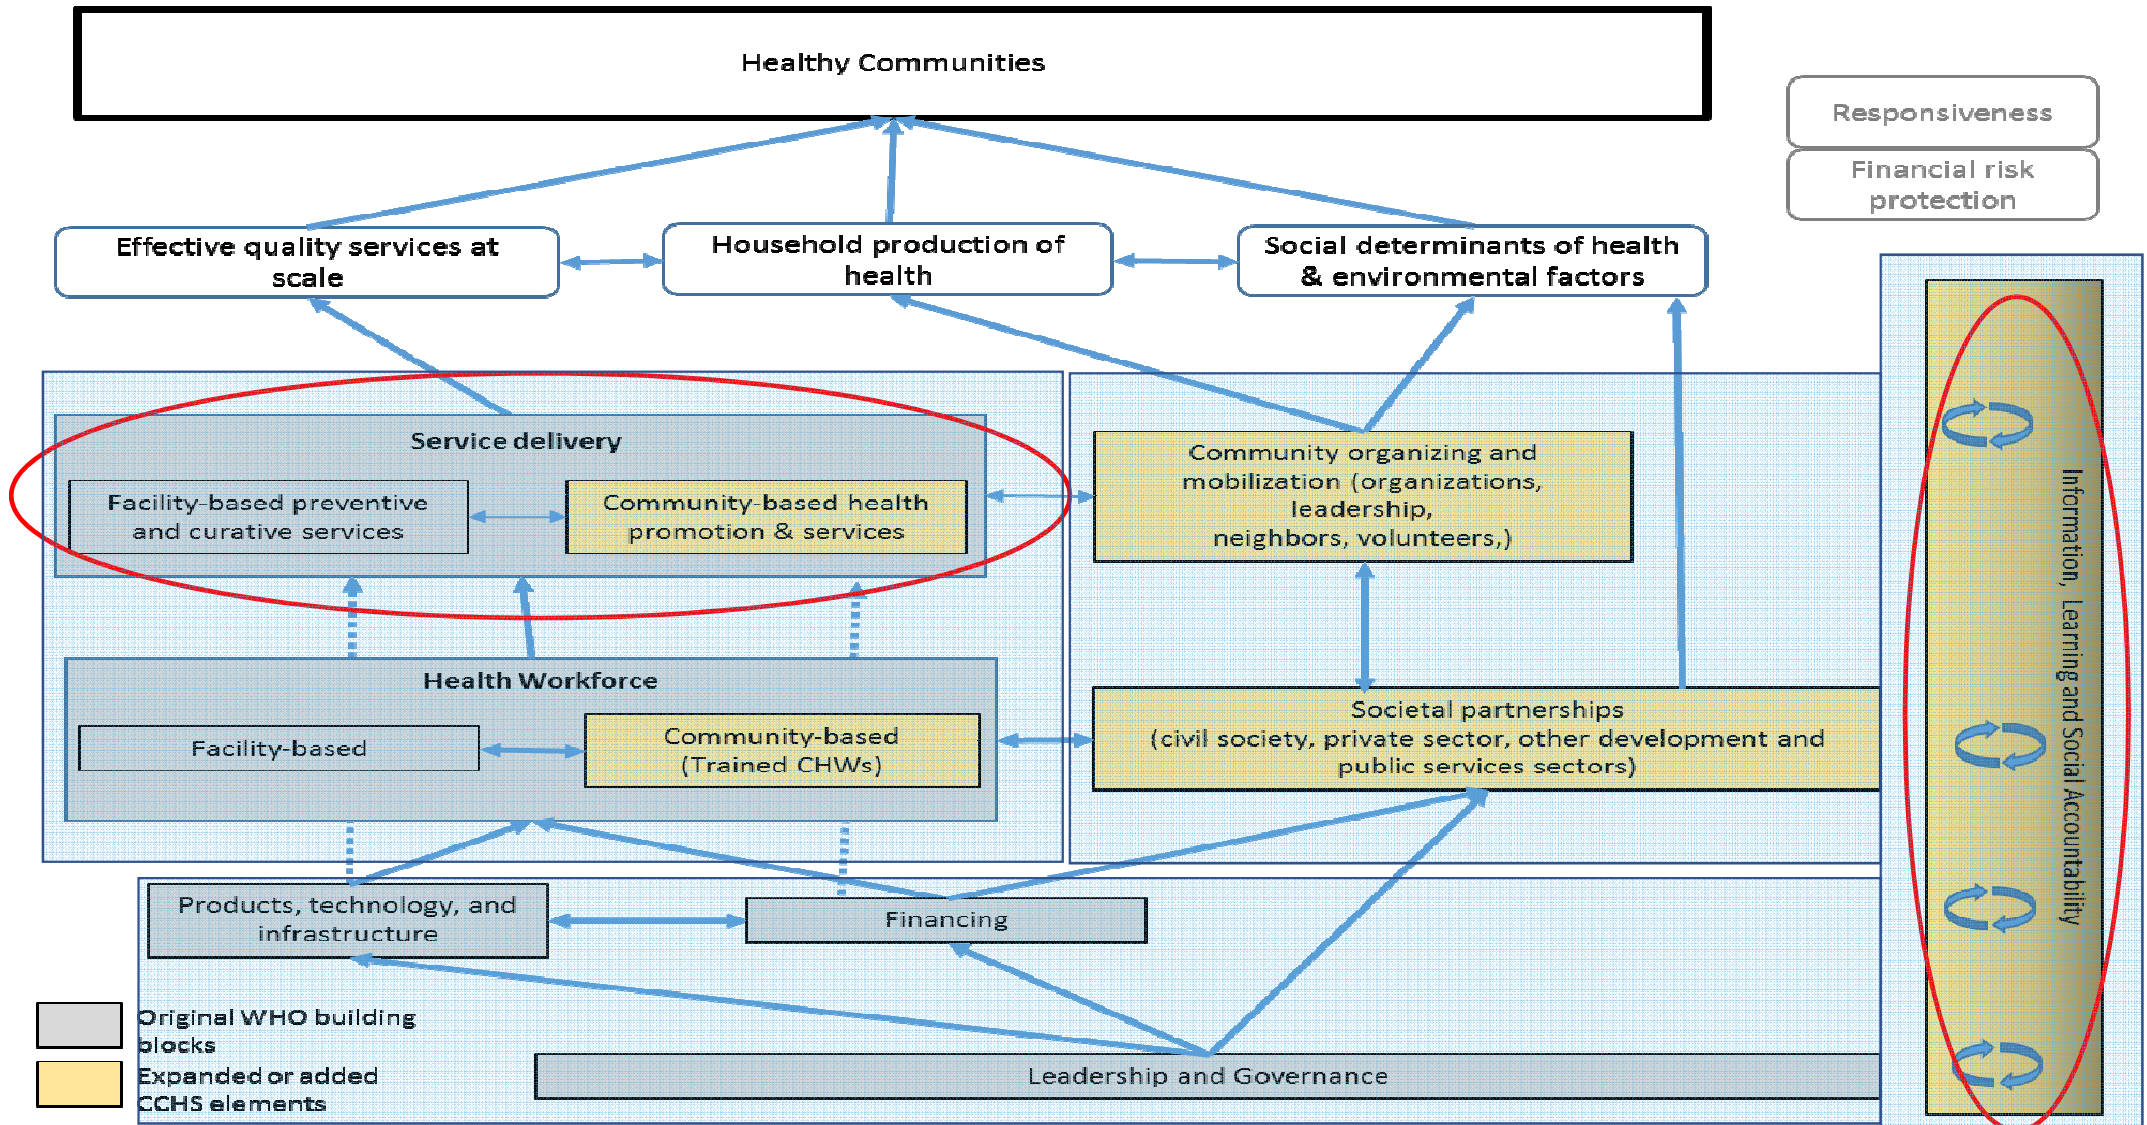 Healthy Communities
Responsiveness
Financial risk
protection
Effective quality services at
scale
Household production of
health
Social determinants of health
& environmental factors
Service delivery
Facility-based preventive
and curative services
Community-based health
promotion & services
Community organizing and
mobilization (organizations,
leadership,
neighbors, volunteers,)
Health Workforce
Facility-based
Community-based
(Trained CHWs)
Societal partnerships
(civil society, private sector, other development and
public services sectors)
Information, Learning and Social Accountability
Products, technology, and
infrastructure
Financing
Leadership and Governance
Original WHO building
blocks
Expanded or added
CCHS elements